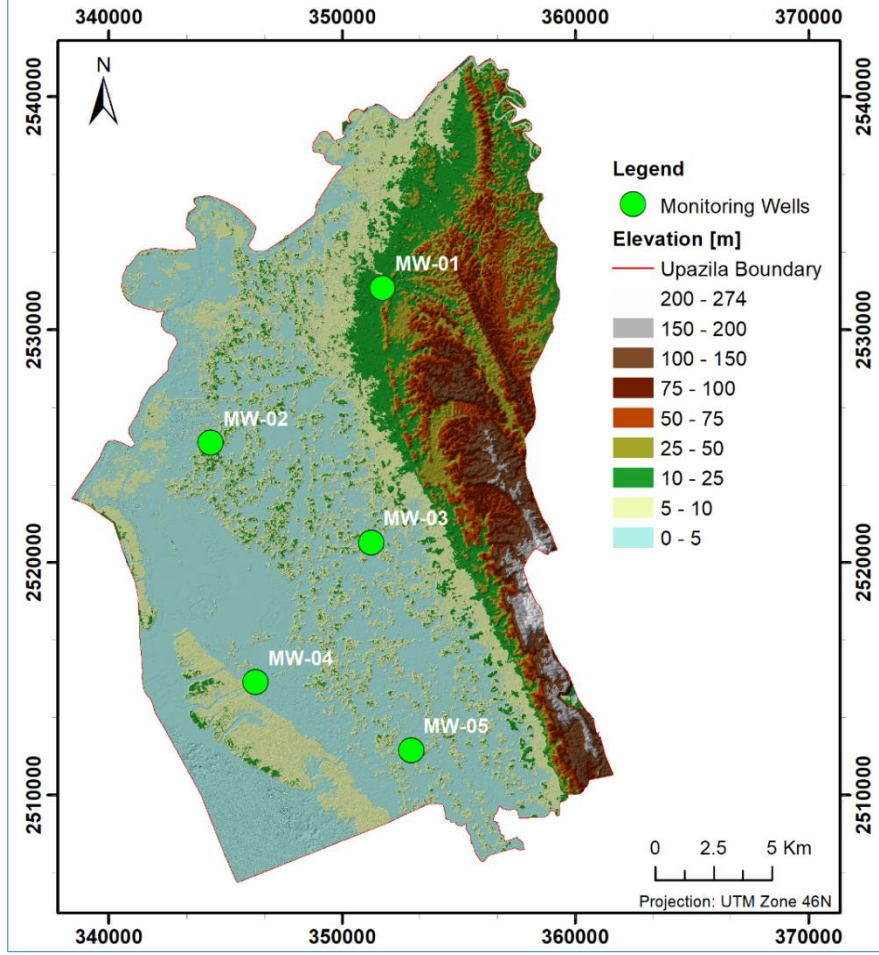 340000 350000 360000 370000
N
2540000 2540000
Legend
Monitoring Wells
Elevation [m]
Upazila Boundary
200 - 274
150 - 200
100 - 150
75 - 100
50 - 75
25 - 50
10 - 25
5 - 10
0 - 5
MW-01
2530000 2530000
MW-02
MW-03
2520000 2520000
MW-04
MW-05
2510000 2510000
0 2.5 5 Km
Projection: UTM Zone 46N
340000 350000 360000 370000